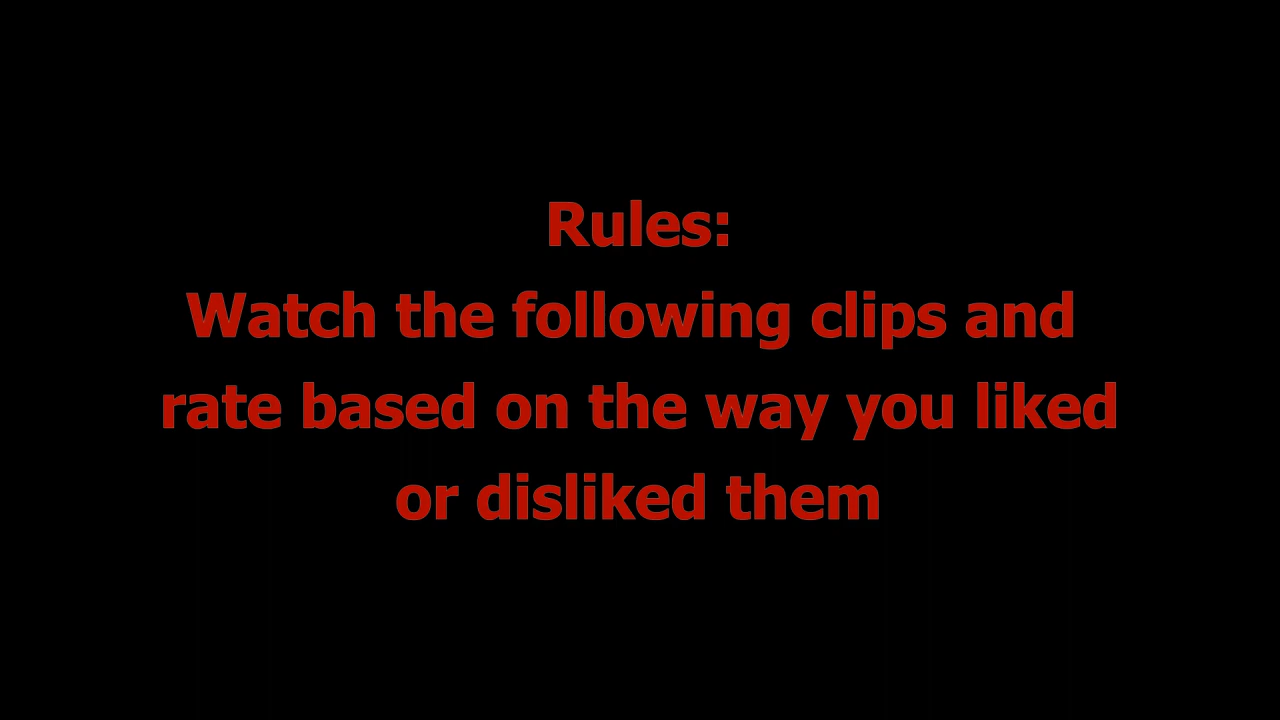 Rules:
Watch the following clips and
rate based on the way you liked
or disliked them